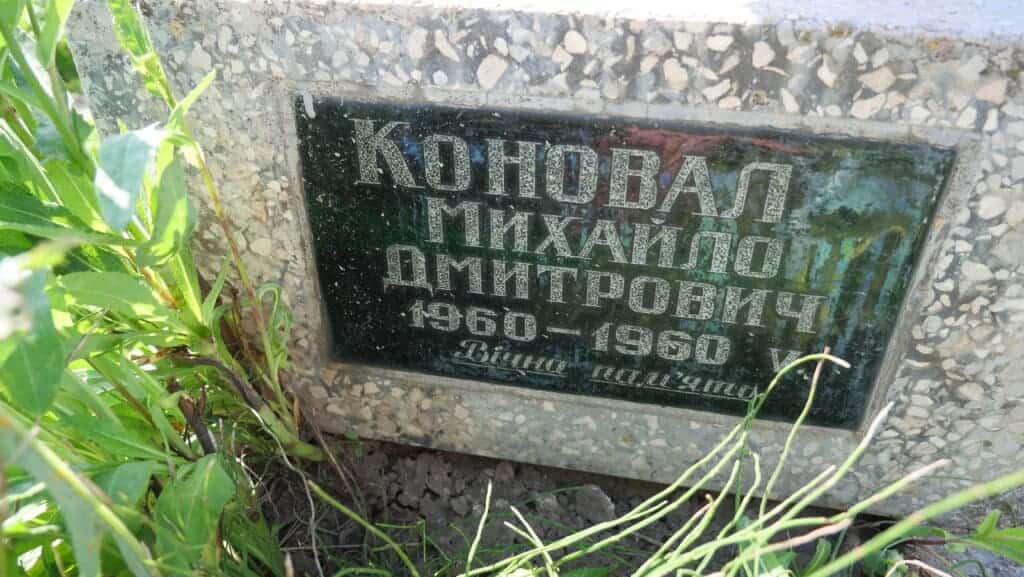 КОНОВАЛ
МИХАЙЛО
ДМИТРОВИЧ
1960-1960 V
Вічна пам'ять